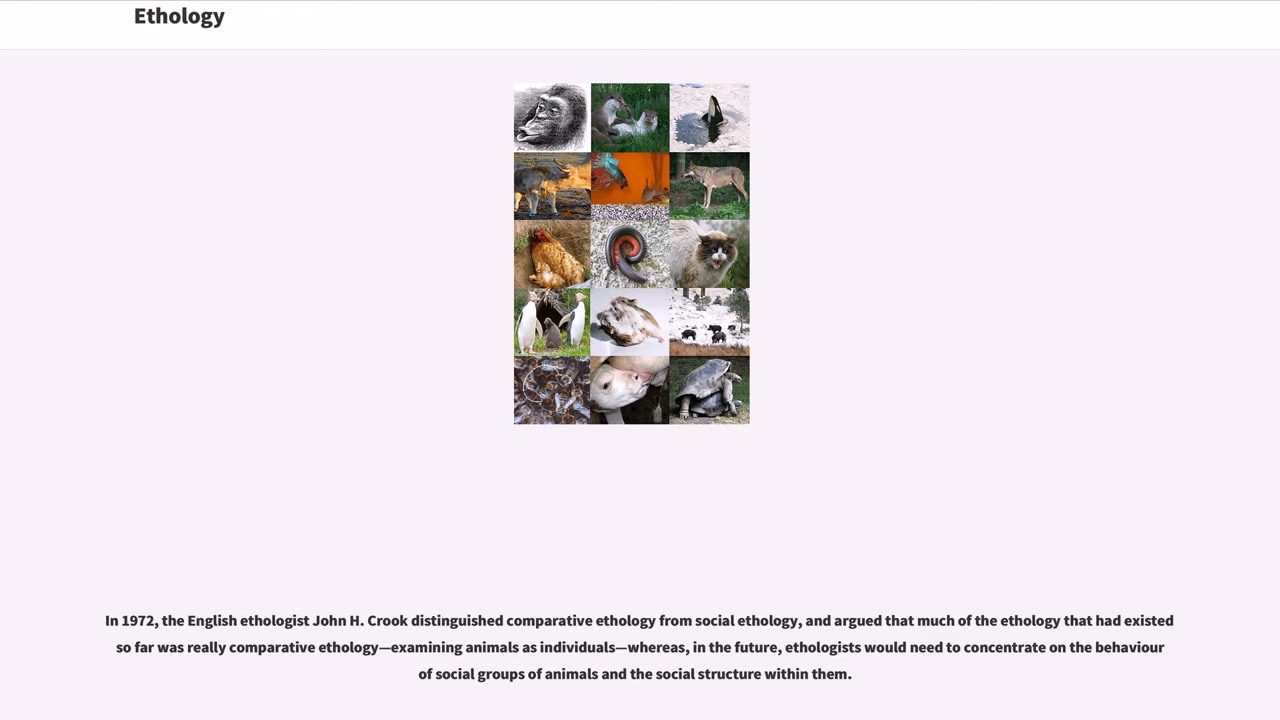 Ethology
In 1972, the English ethologist John H. Crook distinguished comparative ethology from social ethology, and argued that much of the ethology that had existed
so far was really comparative ethology—examining animals as individuals—whereas, in the future, ethologists would need to concentrate on the behaviour
of social groups of animals and the social structure within them.